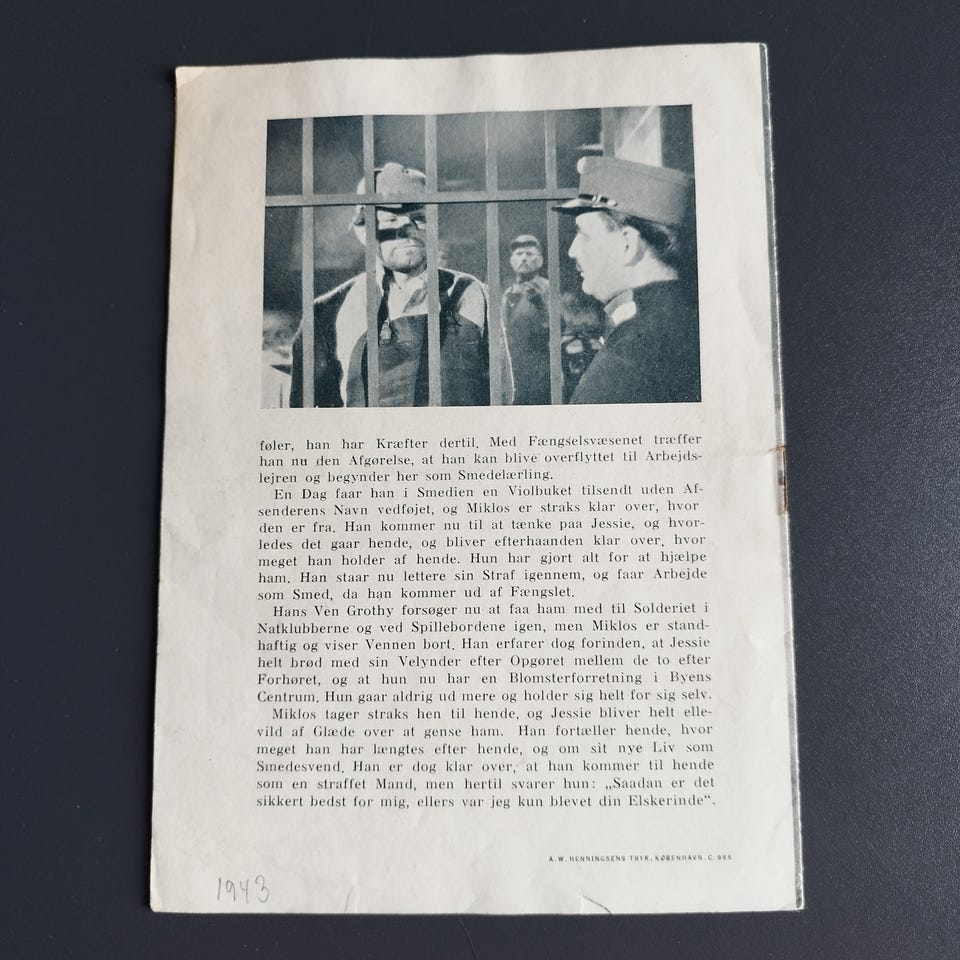 føler, han har Kræfter dertil. Med Fængselsvæsenet træffer
han nu den Afgørelse, at han kan blive overflyttet til Arbejds-
lejren og begynder her som Smedelærling.
En Dag faar han i Smedien en Violbuket tilsendt uden Af-
senderens Navn vedføjet, og Miklos er straks klar over, hvor
den er fra. Han kommer nu til at tænke paa Jessie, og hvor-
ledes det gaar hende, og bliver efterhaanden klar over, hvor
meget han holder af hende. Hun har gjort alt for at hjælpe
ham. Han staar nu lettere sin Straf igennem, og faar Arbejde
som Smed, da han kommer ud af Fængslet.
Hans Ven Grothy forsøger nu at faa ham med til Solderiet i
Natklubberne og ved Spillebordene igen, men Miklos er stand-
haftig og viser Vennen bort. Han erfarer dog forinden, at Jessie
helt brød med sin Velynder efter Opgøret mellem de to efter
Forhøret, og at hun nu har en Blomsterforretning i Byens
Centrum. Hun gaar aldrig ud mere og holder sig helt for sig selv.
Miklos tager straks hen til hende, og Jessie bliver helt elle-
vild af Glæde over at gense ham. Han fortæller hende, hvor
meget han har længtes efter hende, og om sit nye Liv som
Smedesvend. Han er dog klar over, at han kommer til hende
som en straffet Mand, men hertil svarer hun: „Saadan er det
sikkert bedst for mig, ellers var jeg kun blevet din Elskerinde“.
A. W. HENNINGSENS TRYK, KØBENHAVN. C. 985
1943